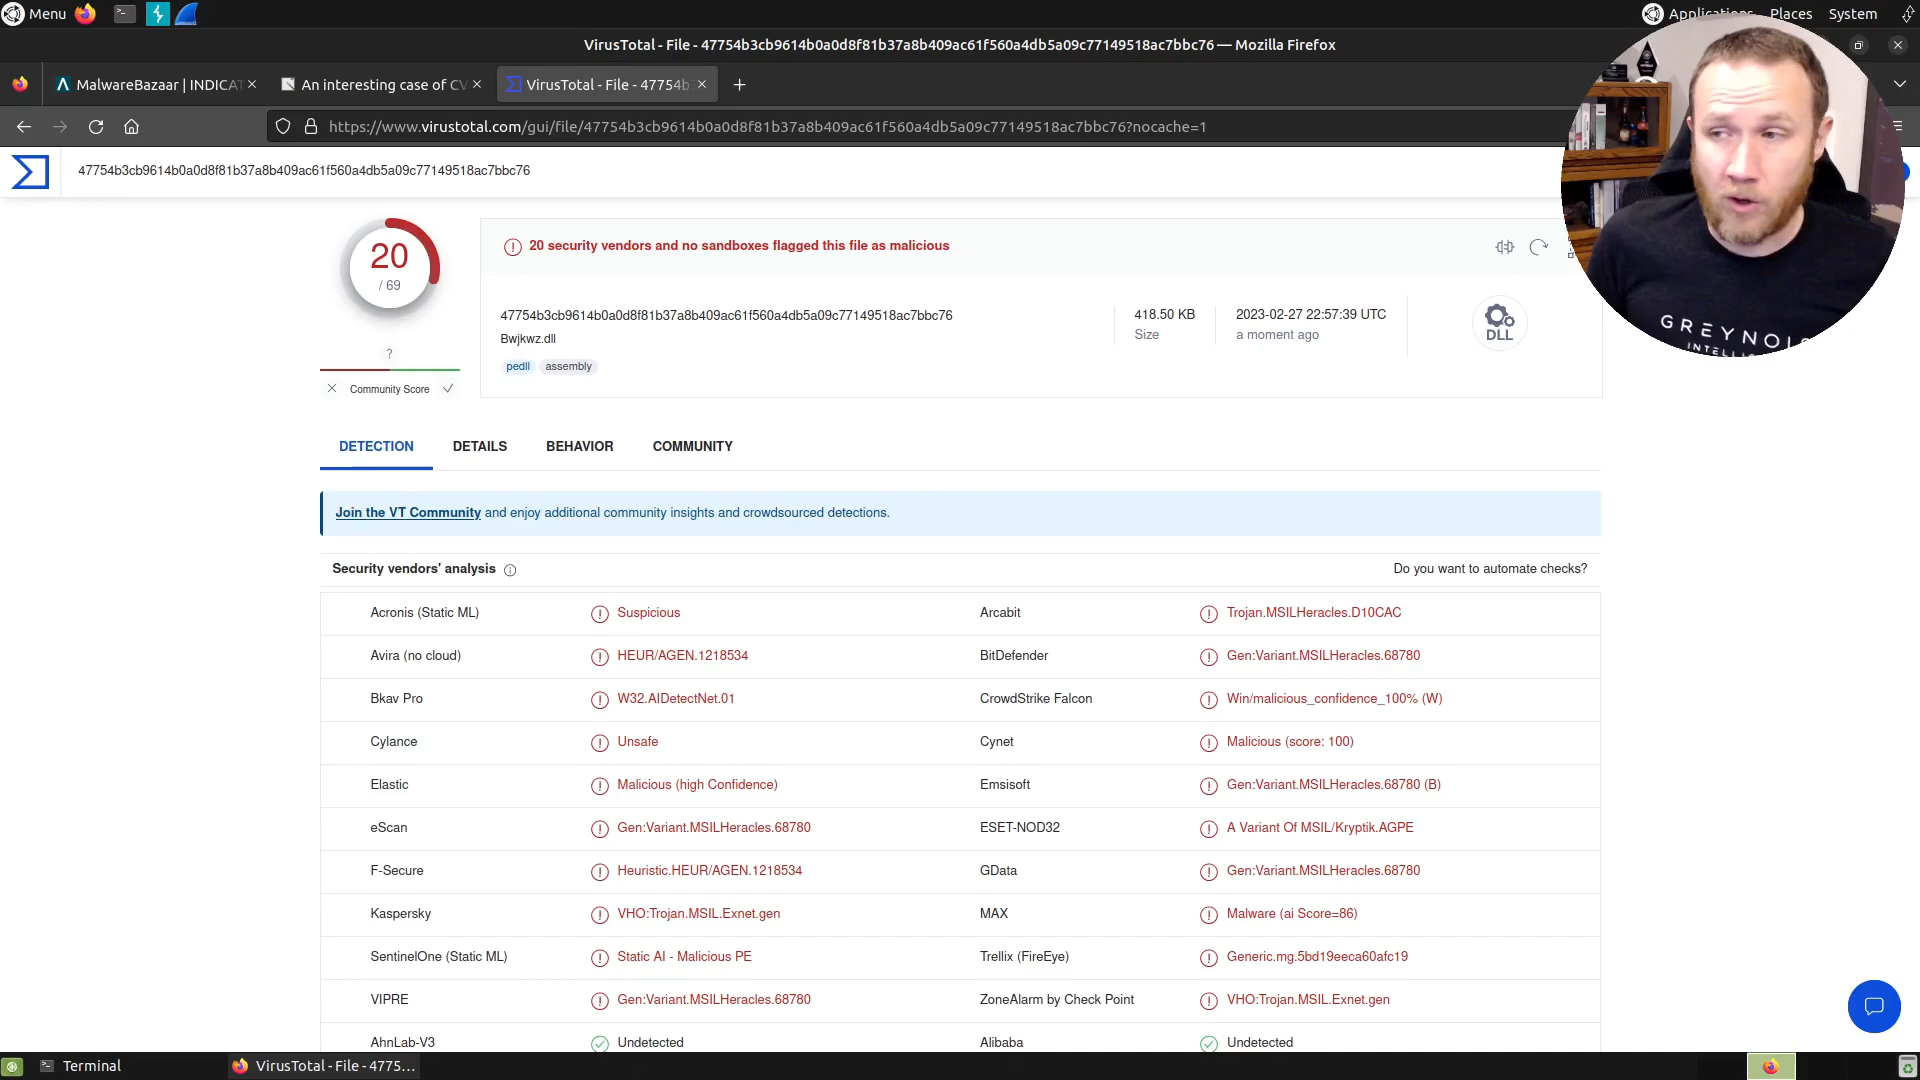 Menu
Applications Places System
VirusTotal - File - 47754b3cb9614b0a0d8f81b37a8b409ac61f560a4db5a09c77149518ac7bbc76 — Mozilla Firefox
MalwareBazaar | INDICAT
An interesting case of CV
VirusTotal - File - 47754b3
https://www.virustotal.com/gui/file/47754b3cb9614b0a0d8f81b37a8b409ac61f560a4db5a09c77149518ac7bbc76?nocache=1
47754b3cb9614b0a0d8f81b37a8b409ac61f560a4db5a09c77149518ac7bbc76
20
/ 69
?
Community Score
20 security vendors and no sandboxes flagged this file as malicious
47754b3cb9614b0a0d8f81b37a8b409ac61f560a4db5a09c77149518ac7bbc76
Bwjkwz.dll
pedll assembly
418.50 KB
Size
2023-02-27 22:57:39 UTC
a moment ago
DLL
GREYNOIS
INTELLI
DETECTION DETAILS BEHAVIOR COMMUNITY
Join the VT Community and enjoy additional community insights and crowdsourced detections.
Security vendors' analysis
Do you want to automate checks?
Acronis (Static ML) Suspicious Arcabit Trojan.MSILHeracles.D10CAC
Avira (no cloud) HEUR/AGEN.1218534 BitDefender Gen:Variant.MSILHeracles.68780
Bkav Pro W32.AIDetectNet.01 CrowdStrike Falcon Win/malicious_confidence_100% (W)
Cylance Unsafe Cynet Malicious (score: 100)
Elastic Malicious (high Confidence) Emsisoft Gen:Variant.MSILHeracles.68780 (B)
eScan Gen:Variant.MSILHeracles.68780 ESET-NOD32 A Variant Of MSIL/Kryptik.AGPE
F-Secure Heuristic.HEUR/AGEN.1218534 GData Gen:Variant.MSILHeracles.68780
Kaspersky VHO:Trojan.MSIL.Exnet.gen MAX Malware (ai Score=86)
SentinelOne (Static ML) Static AI - Malicious PE Trellix (FireEye) Generic.mg.5bd19eeca60afc19
VIPRE Gen:Variant.MSILHeracles.68780 ZoneAlarm by Check Point VHO:Trojan.MSIL.Exnet.gen
AhnLab-V3 Undetected Alibaba Undetected
Terminal
VirusTotal - File - 4775...